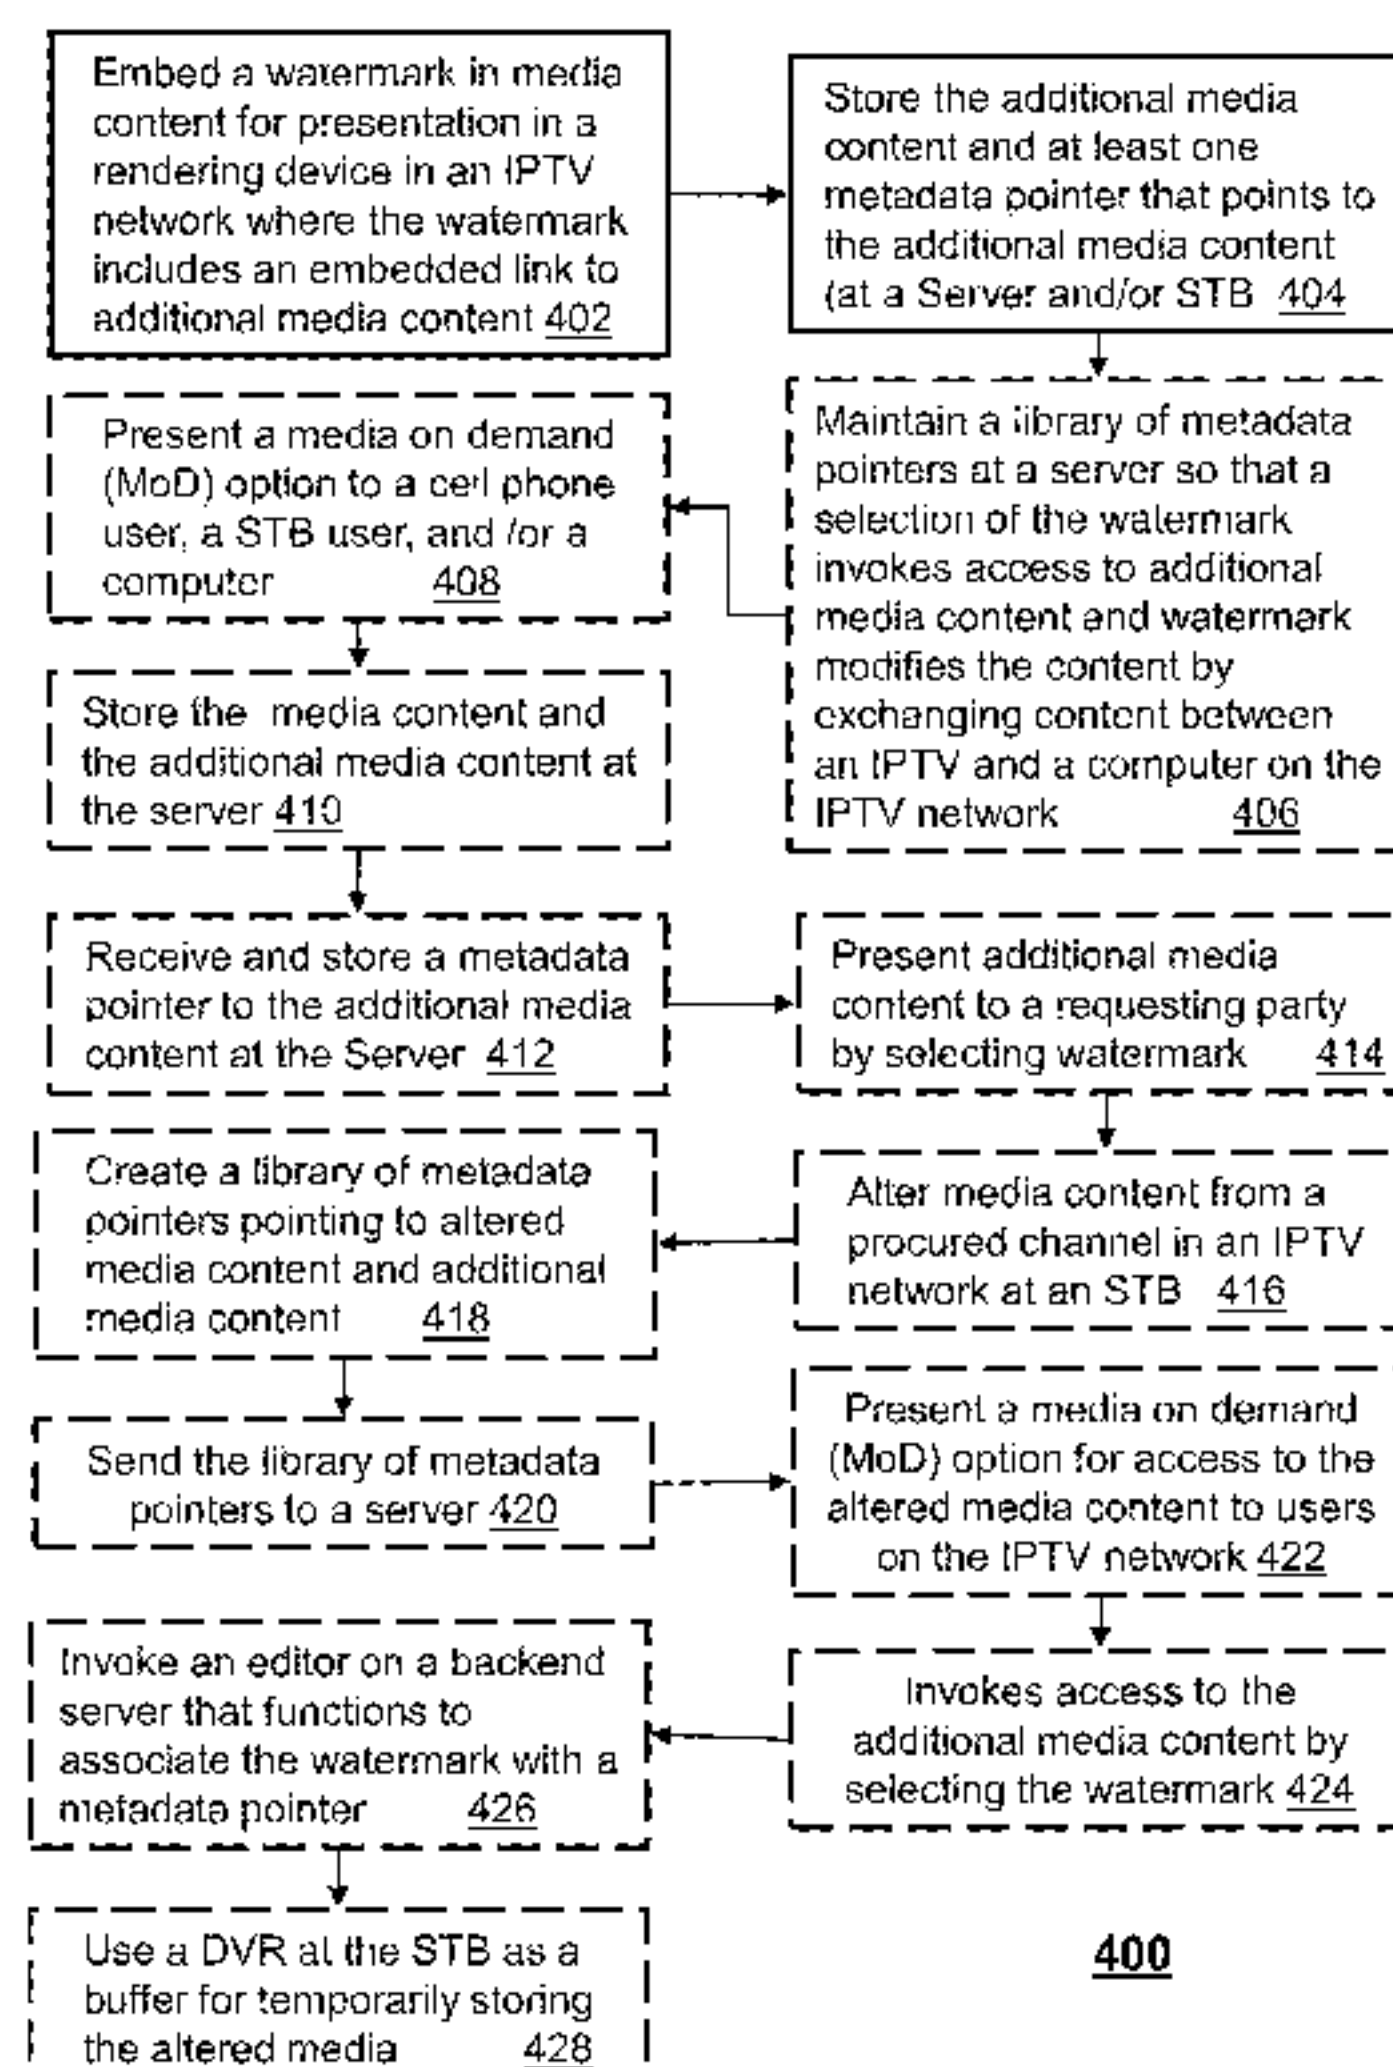 Embed a watermark in media
content for presentation in a
rendering device in an IPTV
network where the watermark
includes an embedded link to
additional media content 402
Store the additional media
content and at least one
metadata pointer that points to
the additional media content
(at a Server and/or STB 404
Maintain a library of metadata
pointers at a server so that a
selection of the watermark
invokes access to additional
media content and watermark
modifies the content by
exchanging content between
an IPTV and a computer on the
IPTV network 406
Present a media on demand
(MoD) option to a cell phone
user, a STB user, and /or a
computer 408
Store the media content and
the additional media content at
the server 410
Receive and store a metadata
pointer to the additional media
content at the Server 412
Present additional media
content to a requesting party
by selecting watermark 414
Alter media content from a
procured channel in an IPTV
network at an STB 416
Create a library of metadata
pointers pointing to altered
media content and additional
media content 418
Send the library of metadata
pointers to a server 420
Present a media on demand
(MoD) option for access to the
altered media content to users
on the IPTV network 422
Invokes access to the
additional media content by
selecting the watermark 424
Invoke an editor on a backend
server that functions to
associate the watermark with a
metadata pointer 426
Use a DVR at the STB as a
buffer for temporarily storing
the altered media 428
400